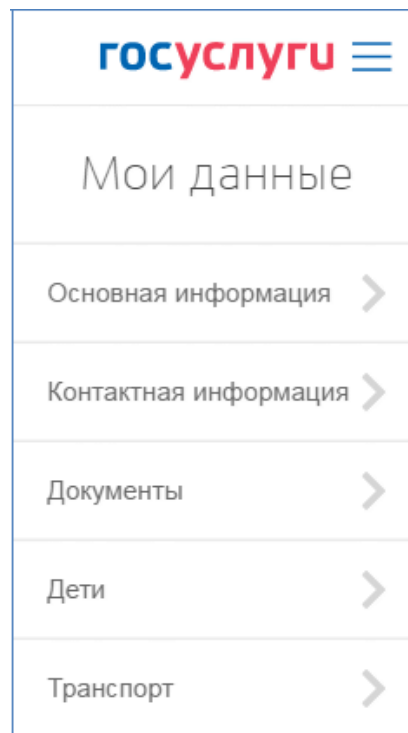 госуслуги
Мои данные
Основная информация
Контактная информация
Документы
Дети
Транспорт